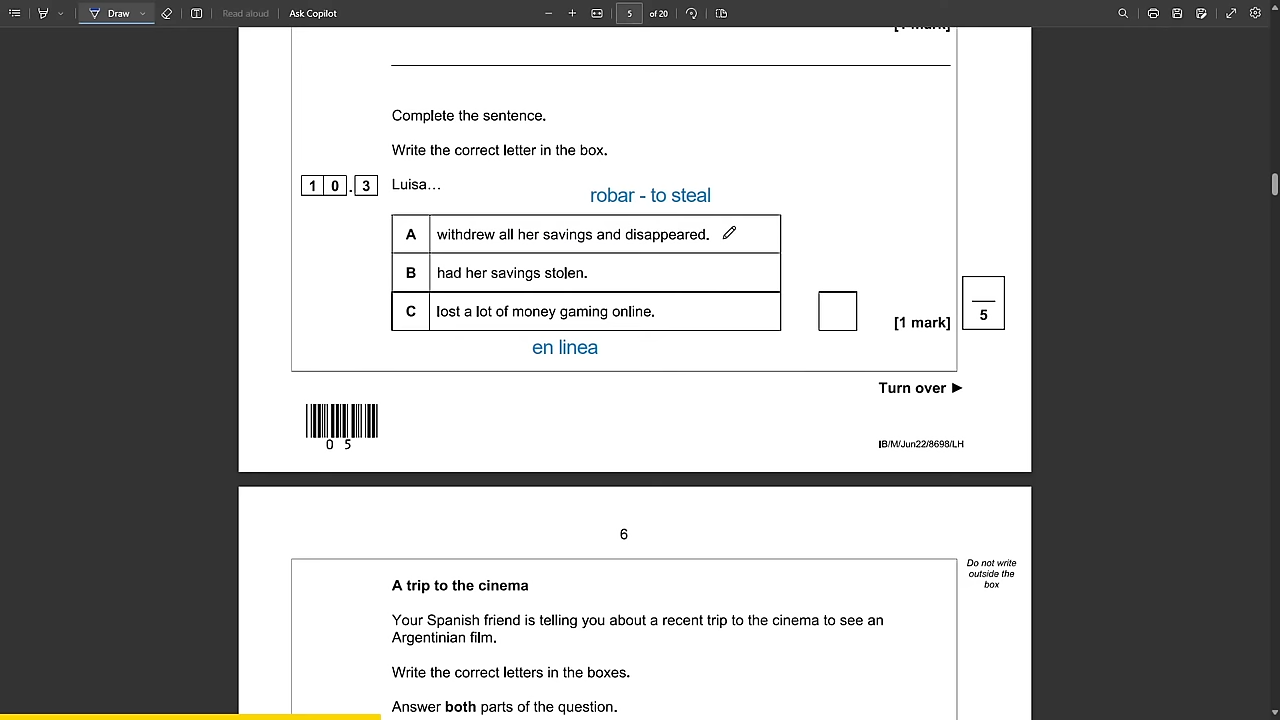 Draw
Read aloud
Ask Copilot
5
of 20
Complete the sentence.
Write the correct letter in the box.
1 0 . 3
Luisa…
robar - to steal
A withdrew all her savings and disappeared.
B had her savings stolen.
C lost a lot of money gaming online.
[1 mark]
5
en linea
Turn over ►
0 5
IB/M/Jun22/8698/LH
6
Do not write
outside the
box
A trip to the cinema
Your Spanish friend is telling you about a recent trip to the cinema to see an
Argentinian film.
Write the correct letters in the boxes.
Answer both parts of the question.